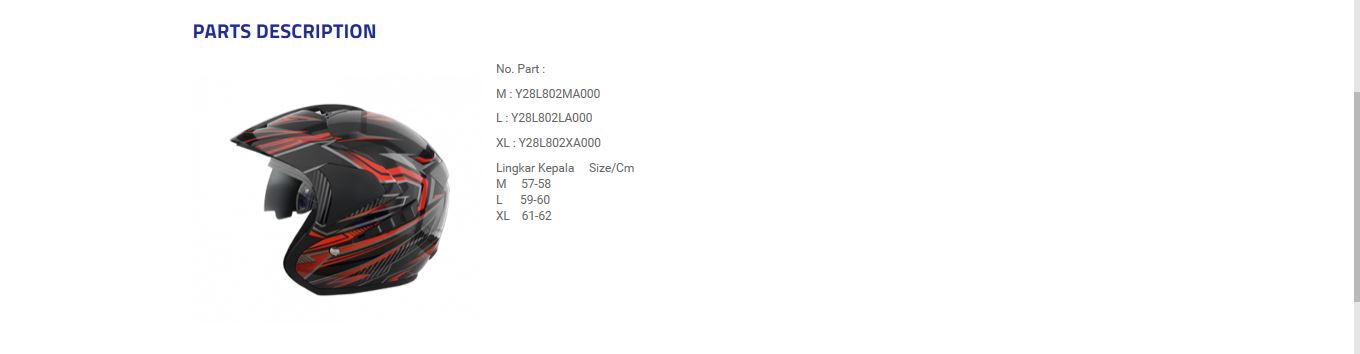 PARTS DESCRIPTION
No. Part :
M : Y28L802MA000
L : Y28L802LA000
XL : Y28L802XA000
Lingkar Kepala Size/Cm
M 57-58
L 59-60
XL 61-62